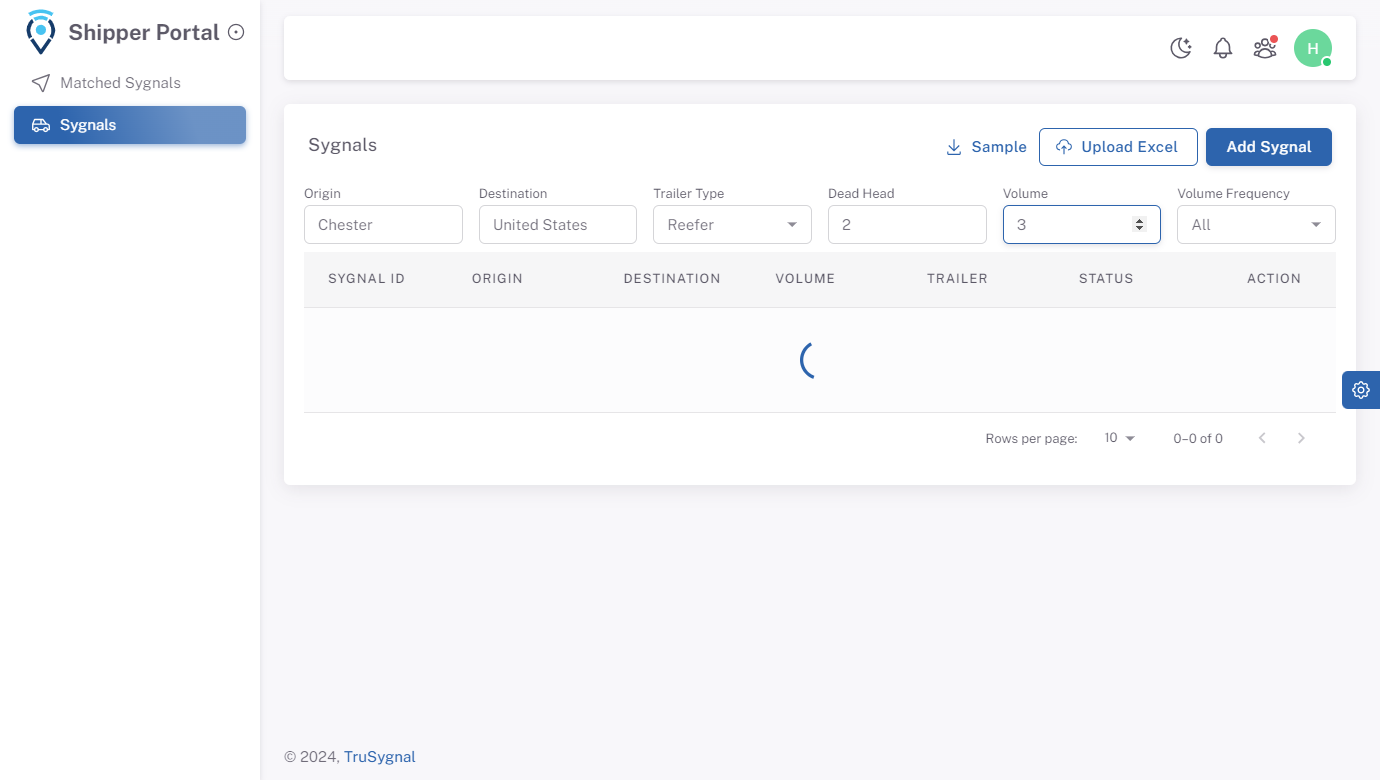 Shipper Portal
Matched Sygnals
Sygnals
H
Sygnals
Sample
Upload Excel
Add Sygnal
Origin
Destination
Trailer Type
Dead Head
Volume
Volume Frequency
Chester
United States
Reefer
2
3
All
SYGNAL ID
ORIGIN
DESTINATION
VOLUME
TRAILER
STATUS
ACTION
Rows per page:
10
0–0 of 0
© 2024, TruSygnal